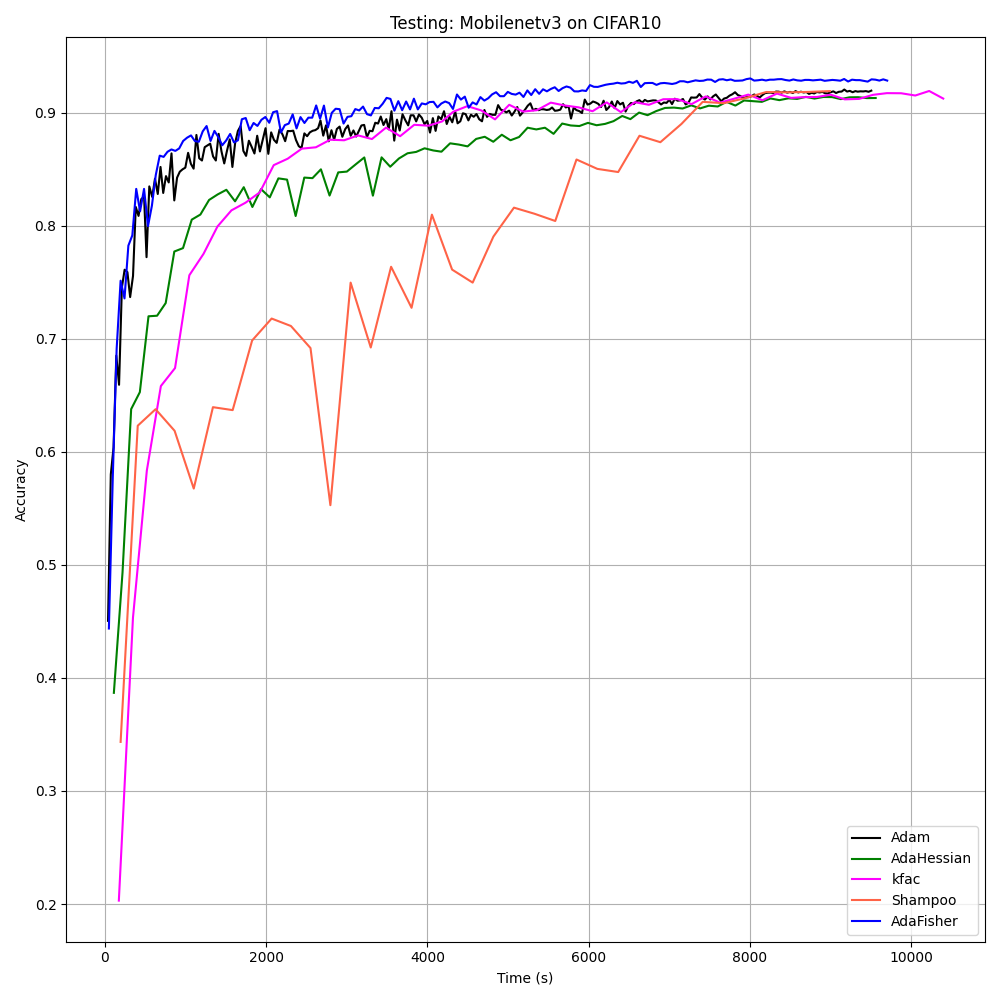 Testing: Mobilenetv3 on CIFAR10
Accuracy
0.9
0.8
0.7
0.6
0.5
0.4
0.3
0.2
Adam
AdaHessian
kfac
Shampoo
AdaFisher
0 2000 4000 6000 8000 10000
Time (s)